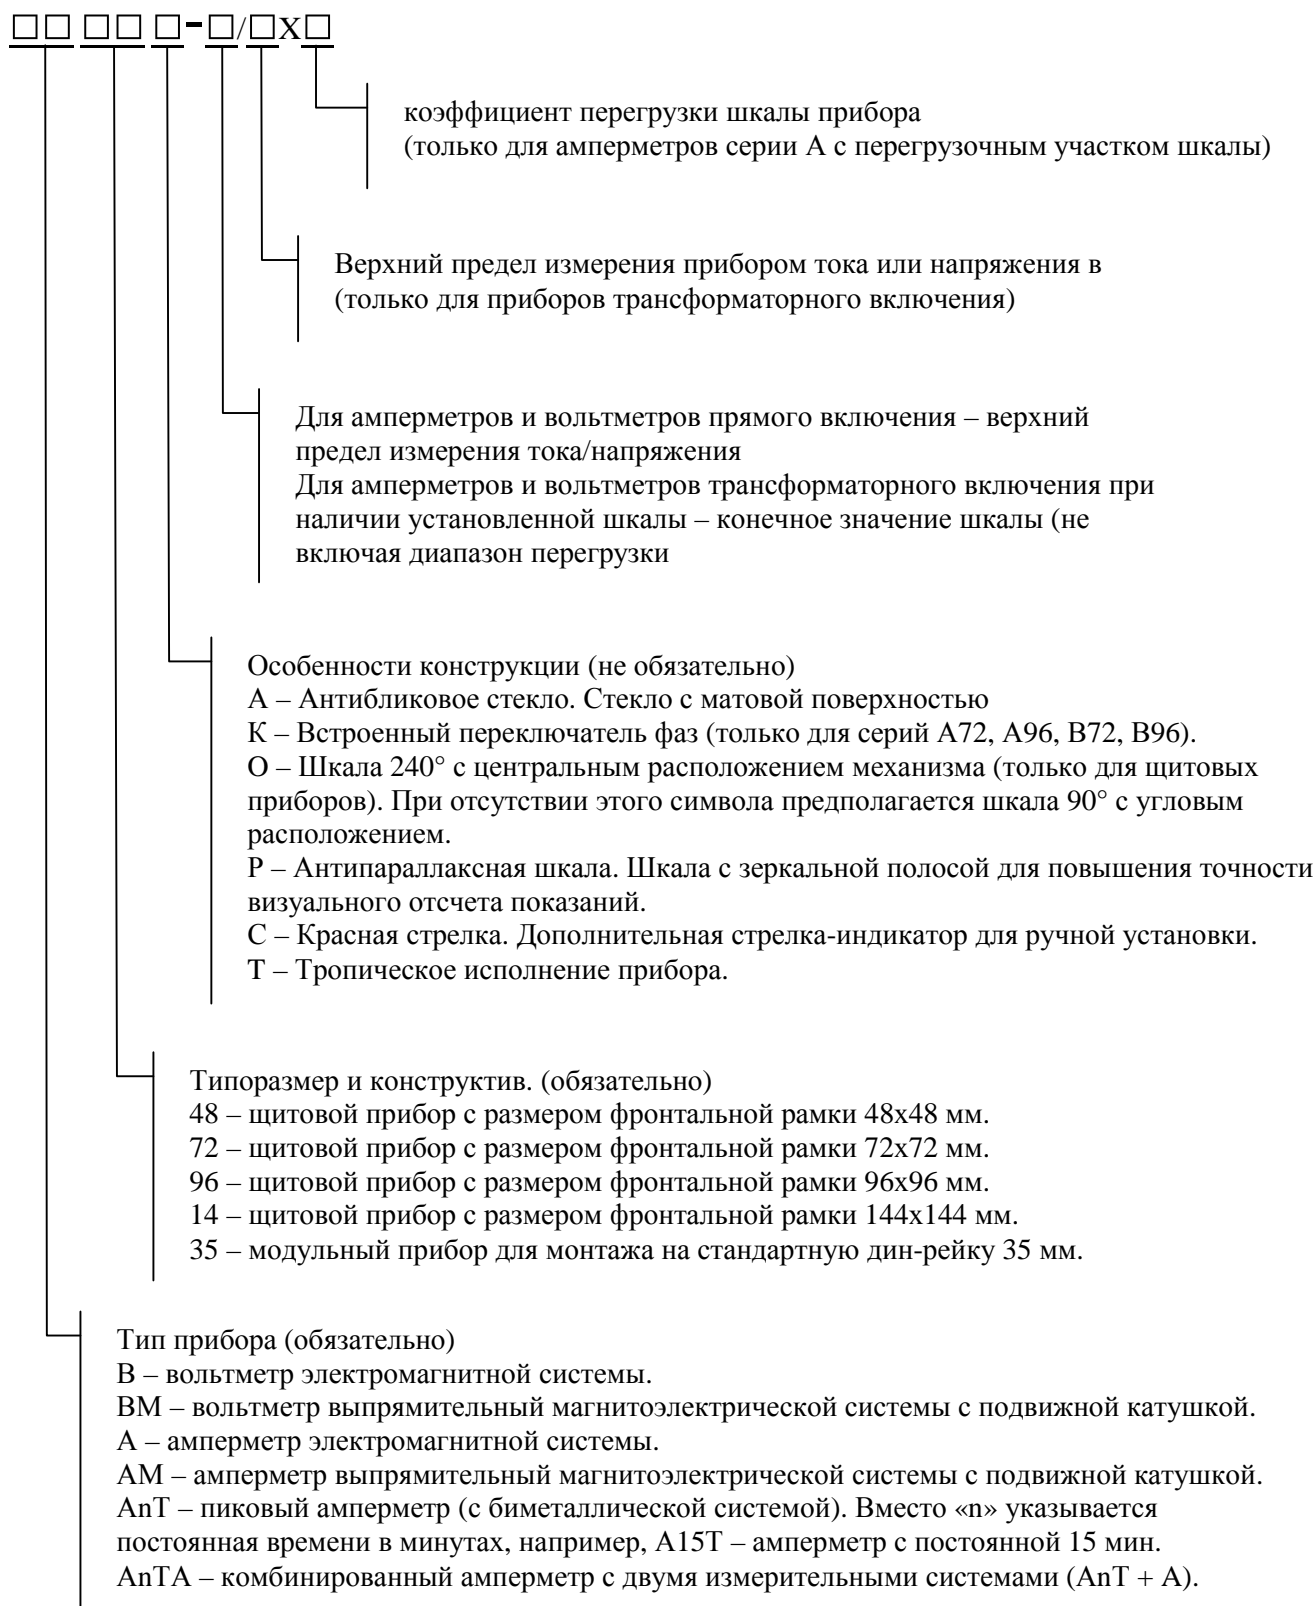 □□ □□ □-□/□Х□
коэффициент перегрузки шкалы прибора
(только для амперметров серии А с перегрузочным участком шкалы)
Верхний предел измерения прибором тока или напряжения в
(только для приборов трансформаторного включения)
Для амперметров и вольтметров прямого включения – верхний
предел измерения тока/напряжения
Для амперметров и вольтметров трансформаторного включения при
наличии установленной шкалы – конечное значение шкалы (не
включая диапазон перегрузки
Особенности конструкции (не обязательно)
А – Антибликовое стекло. Стекло с матовой поверхностью
К – Встроенный переключатель фаз (только для серий А72, А96, В72, В96).
О – Шкала 240° с центральным расположением механизма (только для щитовых
приборов). При отсутствии этого символа предполагается шкала 90° с угловым
расположением.
Р – Антипараллаксная шкала. Шкала с зеркальной полосой для повышения точности
визуального отсчета показаний.
С – Красная стрелка. Дополнительная стрелка-индикатор для ручной установки.
Т – Тропическое исполнение прибора.
Типоразмер и конструктив. (обязательно)
48 – щитовой прибор с размером фронтальной рамки 48х48 мм.
72 – щитовой прибор с размером фронтальной рамки 72х72 мм.
96 – щитовой прибор с размером фронтальной рамки 96х96 мм.
14 – щитовой прибор с размером фронтальной рамки 144х144 мм.
35 – модульный прибор для монтажа на стандартную дин-рейку 35 мм.
Тип прибора (обязательно)
В – вольтметр электромагнитной системы.
ВМ – вольтметр выпрямительный магнитоэлектрической системы с подвижной катушкой.
А – амперметр электромагнитной системы.
АМ – амперметр выпрямительный магнитоэлектрической системы с подвижной катушкой.
AnT – пиковый амперметр (с биметаллической системой). Вместо «n» указывается
постоянная времени в минутах, например, А15Т – амперметр с постоянной 15 мин.
AnTA – комбинированный амперметр с двумя измерительными системами (AnT + A).